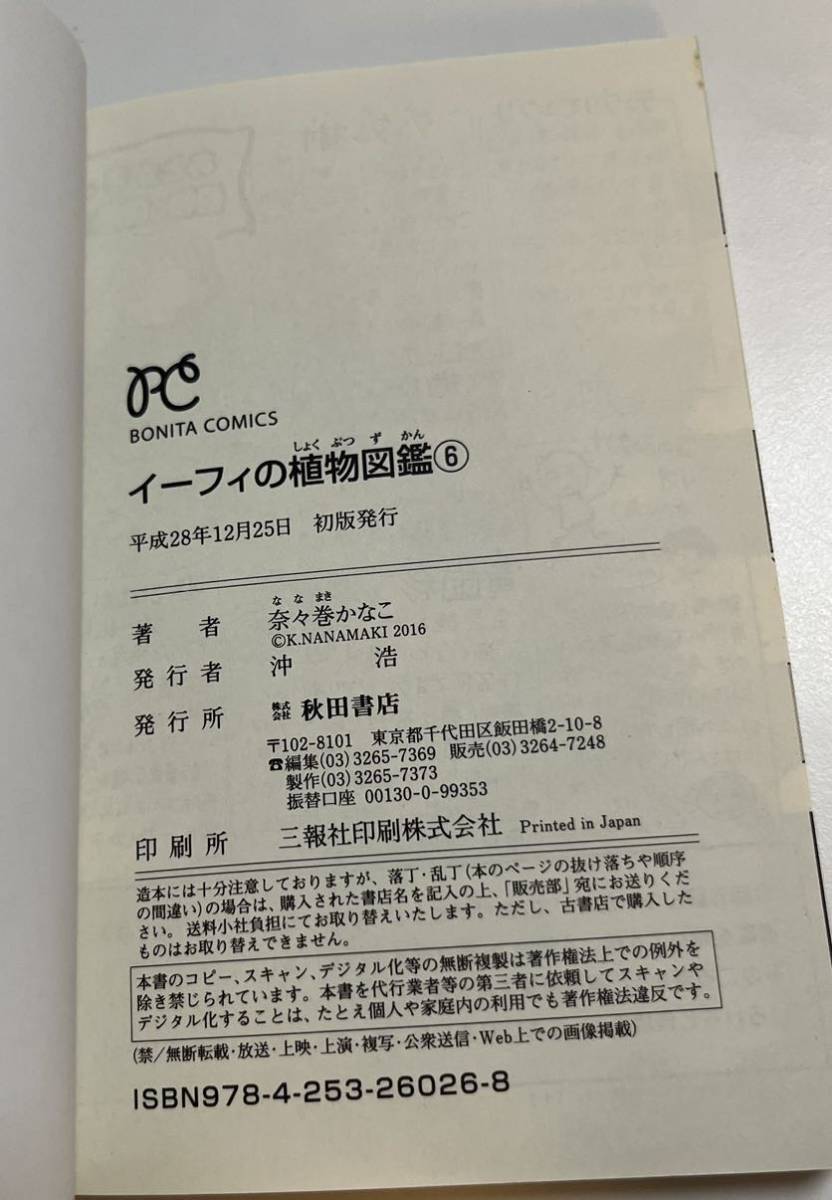 PC
BONITA COMICS
しょく ぶつ ず かん
イーフィの植物図鑑⑥
平成28年12月25日 初版発行
な な まき
著者 奈々巻かなこ
©K.NANAMAKI 2016
発行者 沖 浩
発行所 株式会社 秋田書店
〒102-8101 東京都千代田区飯田橋2-10-8
☎編集(03)3265-7369 販売(03)3264-7248
製作(03)3265-7373
振替口座 00130-0-99353
印刷所 三報社印刷株式会社 Printed in Japan
造本には十分注意しておりますが、落丁・乱丁(本のページの抜け落ちや順序
の間違い)の場合は、購入された書店名を記入の上、「販売部」宛にお送りくだ
さい。送料小社負担にてお取り替えいたします。ただし、古書店で購入した
ものはお取り替えできません。
本書のコピー、スキャン、デジタル化等の無断複製は著作権法上での例外を
除き禁じられています。本書を代行業者等の第三者に依頼してスキャンや
デジタル化することは、たとえ個人や家庭内の利用でも著作権法違反です。
(禁/無断転載・放送・上映・上演・複写・公衆送信・Web上での画像掲載)
ISBN978-4-253-26026-8